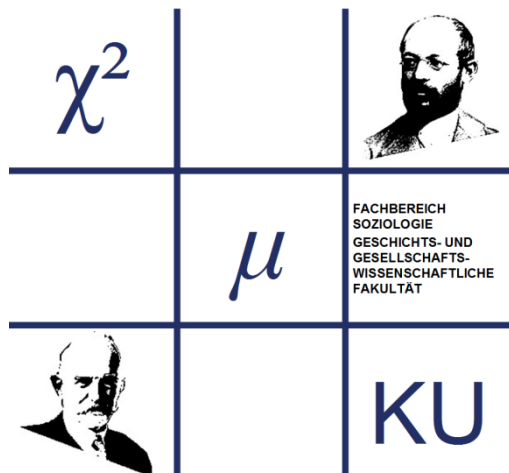 χ²
μ
FACHBEREICH
SOZIOLOGIE
GESCHICHTS- UND
GESELLSCHAFTS-
WISSENSCHAFTLICHE
FAKULTÄT
KU